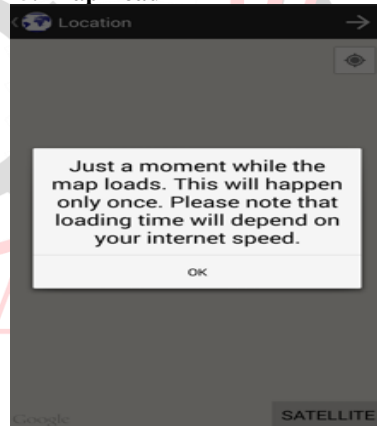 Location
Just a moment while the
map loads. This will happen
only once. Please note that
loading time will depend on
your internet speed.
OK
SATELLITE
Google